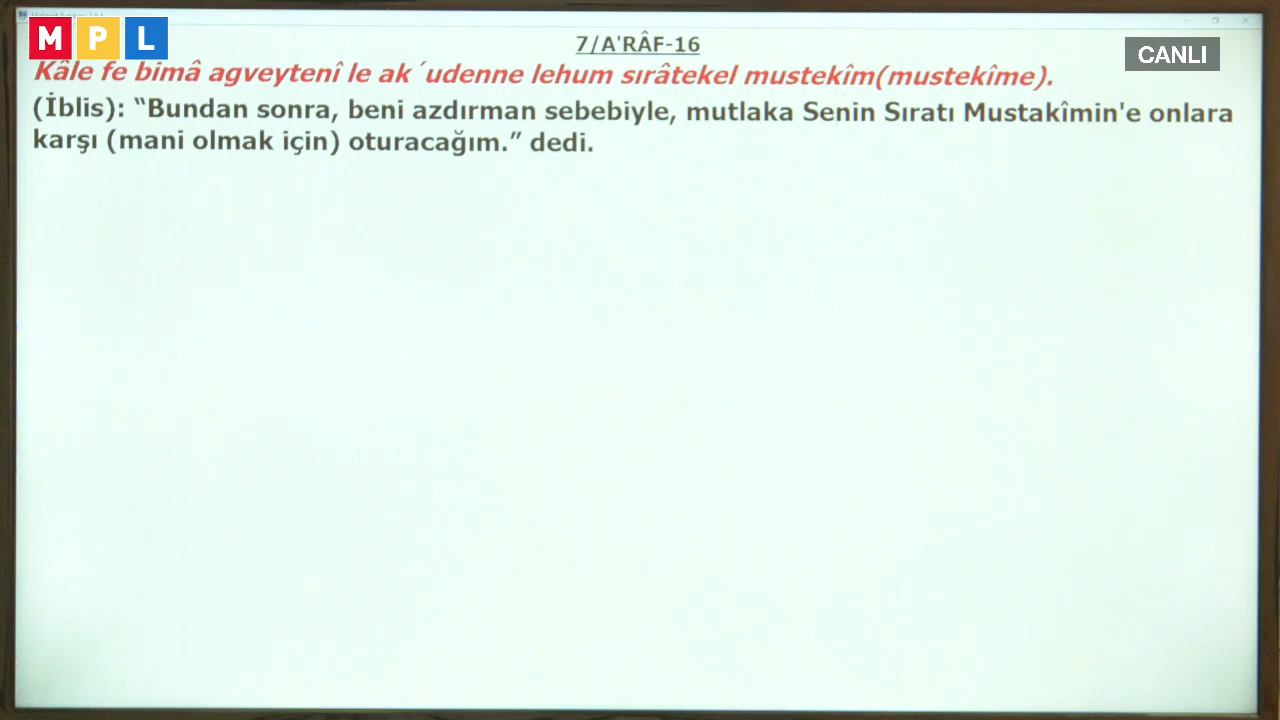 MPL
CANLI
7/A'RÂF-16
Kâle fe bimâ agveytenî le ak´udenne lehum sırâtekel mustekîm(mustekîme).
(İblis): “Bundan sonra, beni azdırman sebebiyle, mutlaka Senin Sıratı Mustakîmin'e onlara
karşı (mani olmak için) oturacağım.” dedi.